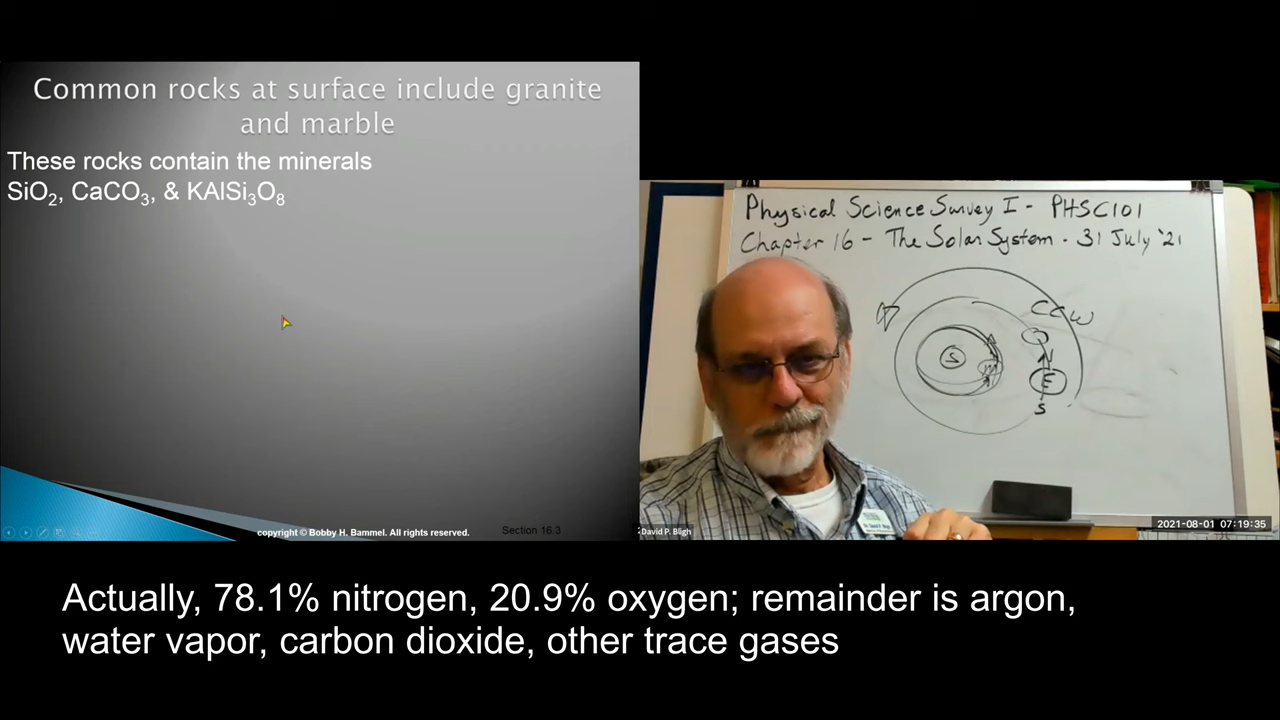 Common rocks at surface include granite
and marble
These rocks contain the minerals
SiO₂, CaCO₃, & KAlSi₃O₈
copyright © Bobby H. Bammel. All rights reserved.
Section 16.3
Physical Science Survey I - PHSC101
Chapter 16 - The Solar System. 31 July '21
CCW
S
E
S
David P. Bligh
2021-08-01 07:19:35
Actually, 78.1% nitrogen, 20.9% oxygen; remainder is argon,
water vapor, carbon dioxide, other trace gases